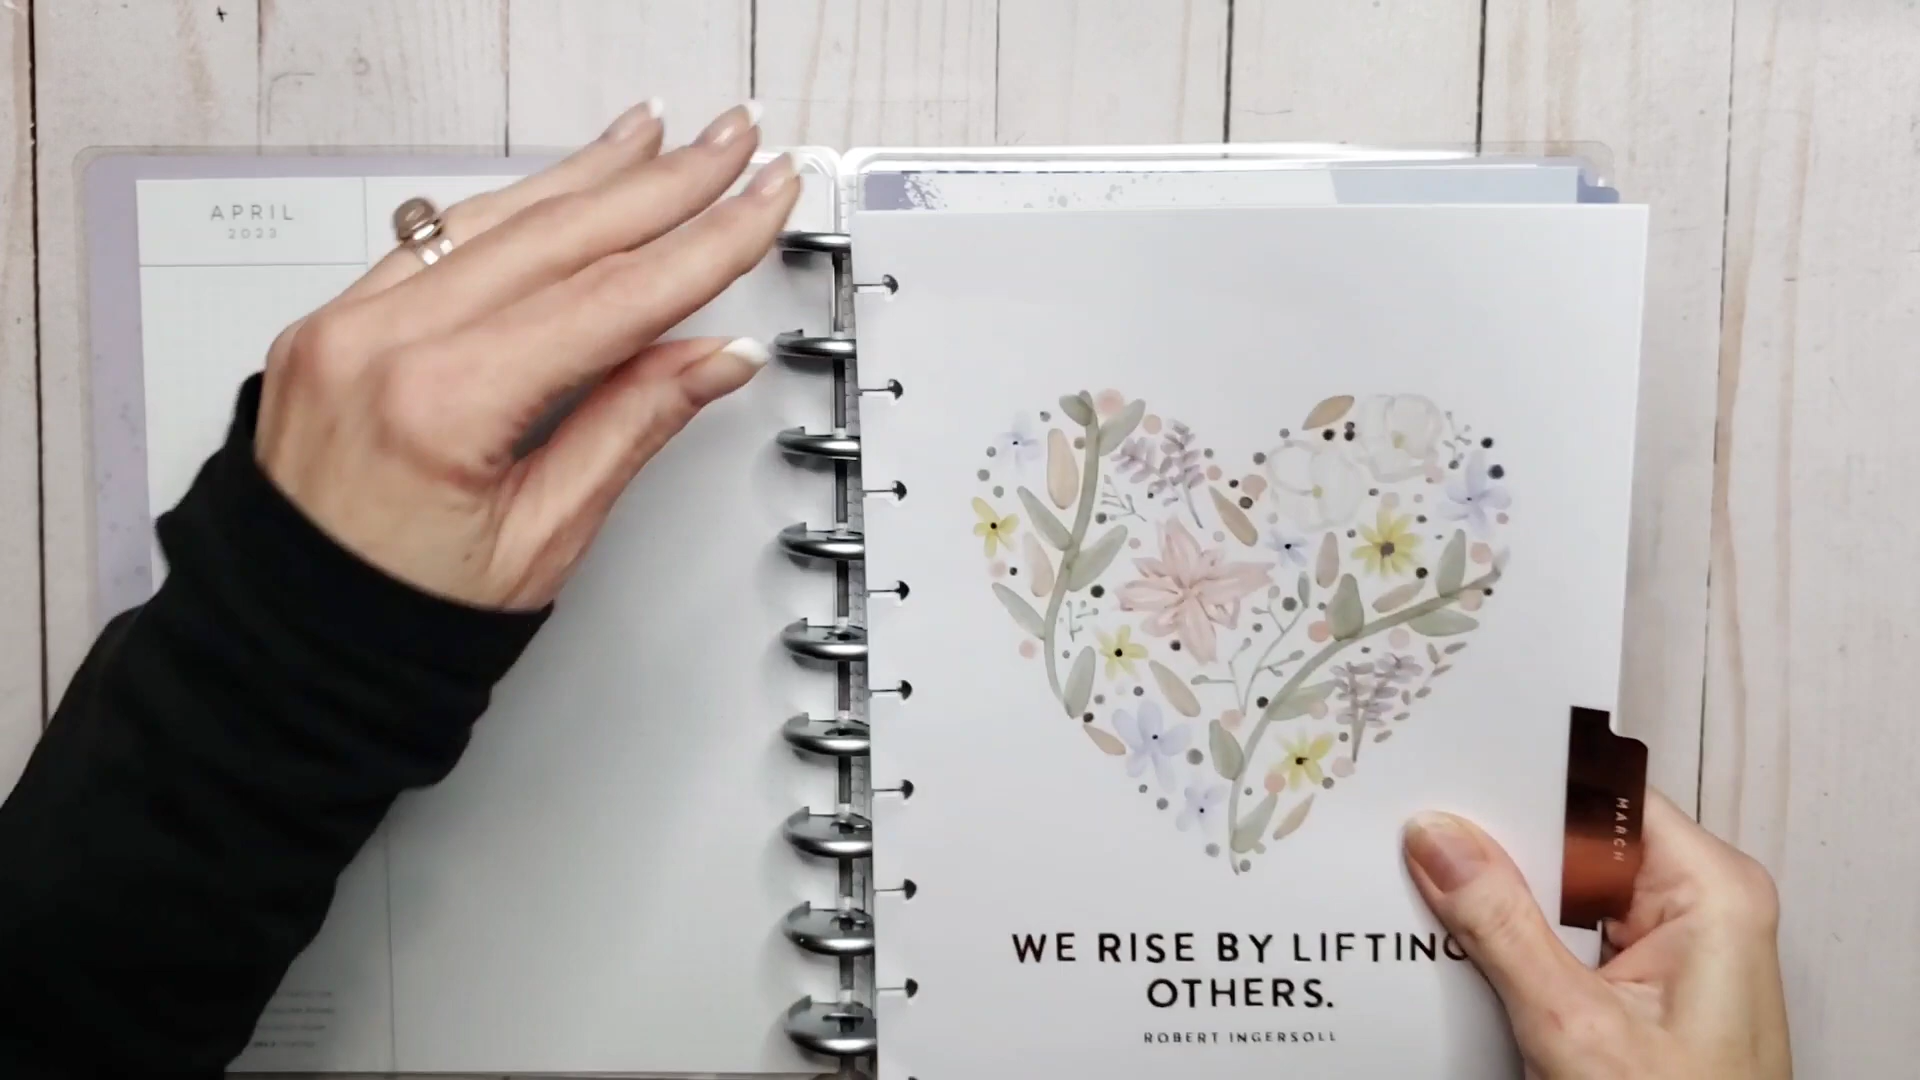 APRIL
2023
WE RISE BY LIFTING
OTHERS.
ROBERT INGERSOLL
MARCH